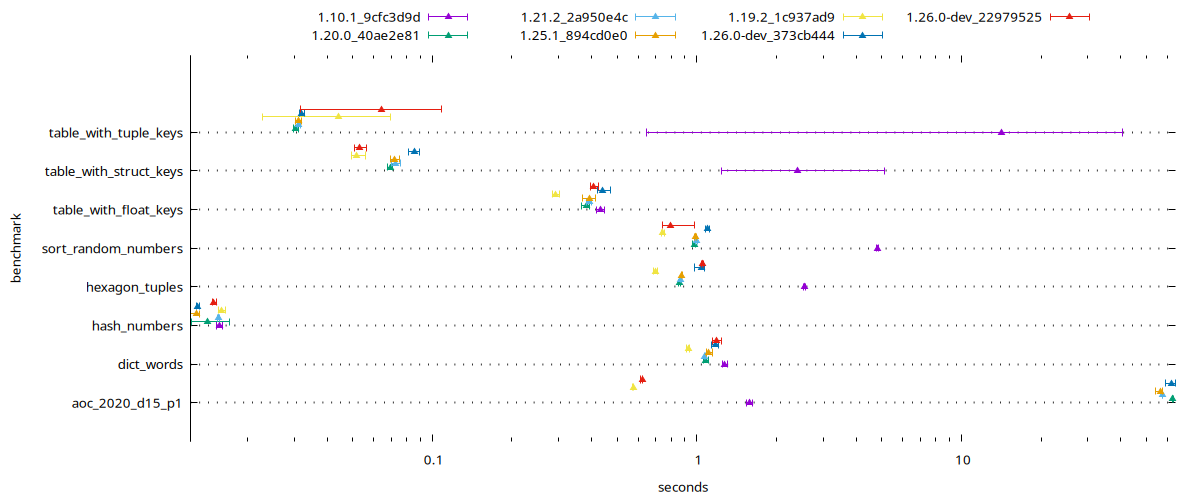 1.10.1_9cfc3d9d 1.21.2_2a950e4c 1.19.2_1c937ad9 1.26.0-dev_22979525
1.20.0_40ae2e81 1.25.1_894cd0e0 1.26.0-dev_373cb444
table_with_tuple_keys
table_with_struct_keys
table_with_float_keys
sort_random_numbers
hexagon_tuples
hash_numbers
dict_words
aoc_2020_d15_p1
benchmark
0.1 1 10
seconds